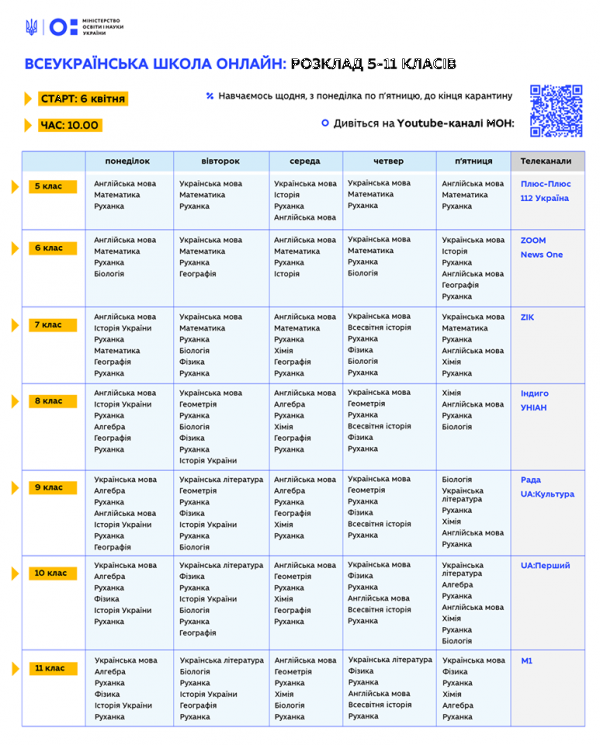 МІНІСТЕРСТВО
ОСВІТИ І НАУКИ
УКРАЇНИ
ВСЕУКРАЇНСЬКА ШКОЛА ОНЛАЙН: РОЗКЛАД 5-11 КЛАСІВ
СТАРТ: 6 квітня
Навчаємось щодня, з понеділка по п'ятницю, до кінця карантину
ЧАС: 10.00
Дивіться на Youtube-каналі МОН:
понеділок
вівторок
середа
четвер
п'ятниця
Телеканали
5 клас
Англійська мова
Математика
Руханка
Українська мова
Математика
Руханка
Українська мова
Історія
Руханка
Англійська мова
Українська мова
Математика
Руханка
Англійська мова
Математика
Руханка
Плюс-Плюс
112 Україна
6 клас
Англійська мова
Математика
Руханка
Біологія
Українська мова
Математика
Руханка
Географія
Англійська мова
Математика
Руханка
Історія
Українська мова
Математика
Руханка
Біологія
Українська мова
Історія
Руханка
Англійська мова
Географія
Руханка
ZOOM
News One
7 клас
Англійська мова
Історія України
Руханка
Математика
Географія
Руханка
Українська мова
Математика
Руханка
Біологія
Фізика
Руханка
Англійська мова
Математика
Руханка
Хімія
Географія
Руханка
Українська мова
Всесвітня історія
Руханка
Фізика
Біологія
Руханка
Українська мова
Математика
Руханка
Англійська мова
Хімія
Руханка
ZIK
8 клас
Англійська мова
Історія України
Руханка
Алгебра
Географія
Руханка
Українська мова
Геометрія
Руханка
Біологія
Фізика
Руханка
Історія України
Англійська мова
Алгебра
Руханка
Хімія
Географія
Руханка
Українська мова
Геометрія
Руханка
Всесвітня історія
Фізика
Руханка
Хімія
Англійська мова
Руханка
Біологія
Індиго
УНІАН
9 клас
Українська мова
Алгебра
Руханка
Англійська мова
Історія України
Руханка
Географія
Українська література
Геометрія
Руханка
Фізика
Історія України
Руханка
Біологія
Англійська мова
Алгебра
Руханка
Географія
Хімія
Руханка
Українська мова
Геометрія
Руханка
Фізика
Всесвітня історія
Руханка
Біологія
Українська
література
Руханка
Хімія
Англійська мова
Руханка
Рада
UA:Культура
10 клас
Українська мова
Алгебра
Руханка
Фізика
Історія України
Руханка
Українська література
Фізика
Руханка
Історія України
Біологія
Руханка
Географія
Англійська мова
Геометрія
Руханка
Хімія
Географія
Руханка
Українська мова
Фізика
Руханка
Англійська мова
Всесвітня історія
Руханка
Українська
література
Алгебра
Руханка
Англійська мова
Хімія
Руханка
Біологія
UA:Перший
11 клас
Українська мова
Алгебра
Руханка
Фізика
Історія України
Руханка
Українська література
Біологія
Руханка
Історія України
Географія
Руханка
Англійська мова
Геометрія
Руханка
Хімія
Біологія
Руханка
Українська література
Фізика
Руханка
Англійська мова
Всесвітня історія
Руханка
Українська мова
Фізика
Руханка
Хімія
Алгебра
Руханка
M1